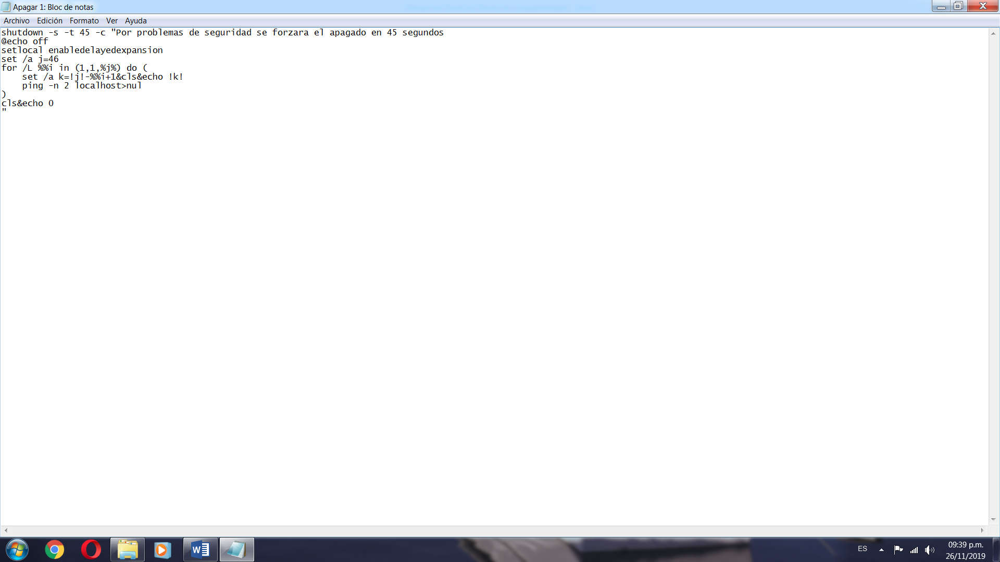 Apagar 1: Bloc de notas
Archivo Edición Formato Ver Ayuda
shutdown -s -t 45 -c "Por problemas de seguridad se forzara el apagado en 45 segundos
@echo off
setlocal enabledelayedexpansion
set /a j=46
for /L %%i in (1,1,%j%) do (
    set /a k=!j!-%%i+1&cls&echo !k!
    ping -n 2 localhost>nul
)
cls&echo 0
"
W
ES
09:39 p.m.
26/11/2019